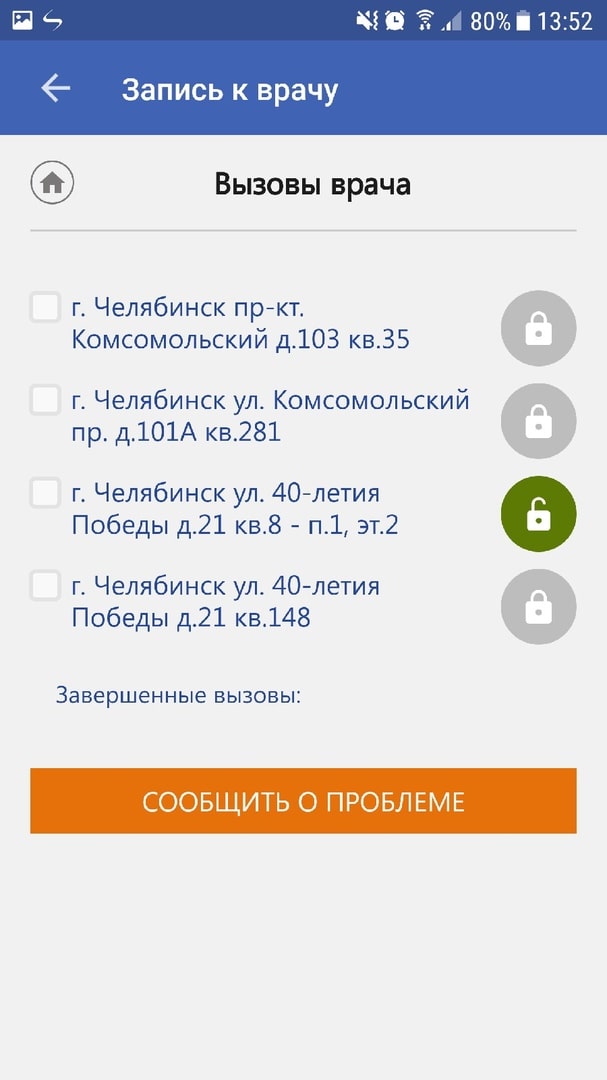 80% 13:52
Запись к врачу
Вызовы врача
г. Челябинск пр-кт.
Комсомольский д.103 кв.35
г. Челябинск ул. Комсомольский
пр. д.101А кв.281
г. Челябинск ул. 40-летия
Победы д.21 кв.8 - п.1, эт.2
г. Челябинск ул. 40-летия
Победы д.21 кв.148
Завершенные вызовы:
СООБЩИТЬ О ПРОБЛЕМЕ